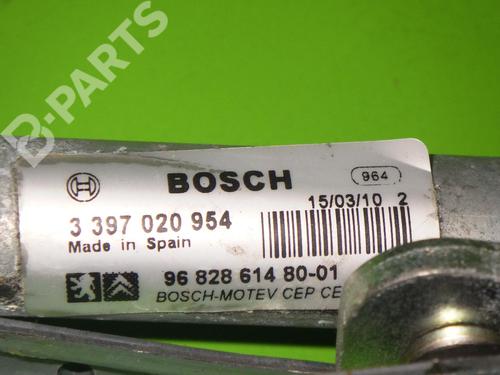 B-PARTS
BOSCH
964
15/03/10 2
3 397 020 954
Made in Spain
96 828 614 80-01
BOSCH-MOTEV CEP CE